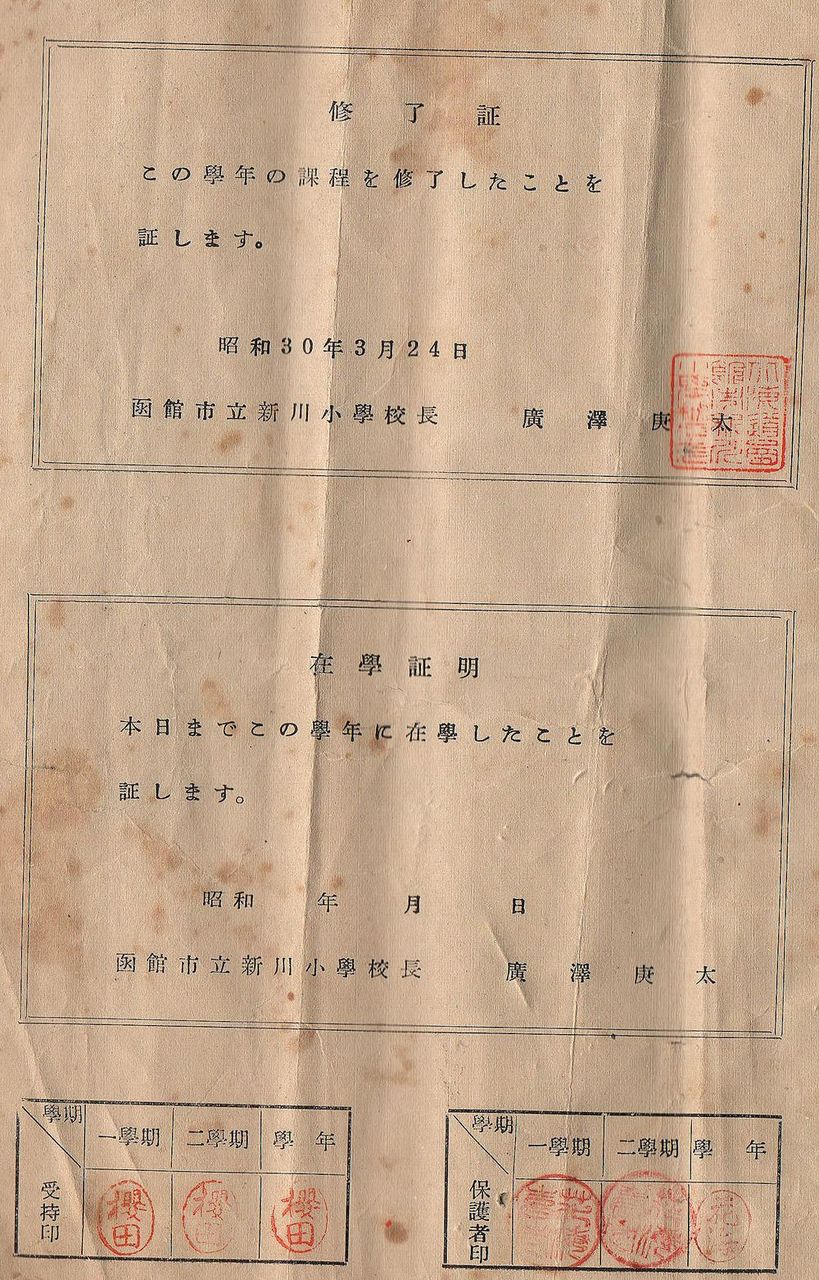 修了証
この學年の課程を修了したことを
証します。
昭和30年3月24日
函館市立新川小學校長 廣澤庚太
在學証明
本日までこの學年に在學したことを
証します。
昭和 年 月 日
函館市立新川小學校長 廣澤庚太
學期 一學期 二學期 學年
受持印 櫻田 櫻田 櫻田
學期 一學期 二學期 學年
保護者印